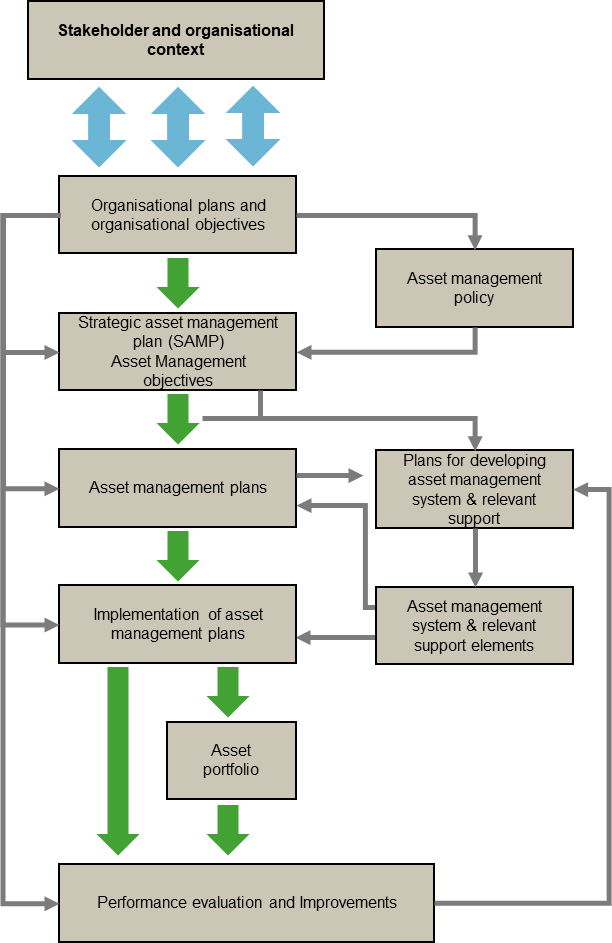 Stakeholder and organisational
context
Organisational plans and
organisational objectives
Asset management
policy
Strategic asset management
plan (SAMP)
Asset Management
objectives
Asset management plans
Plans for developing
asset management
system & relevant
support
Implementation of asset
management plans
Asset management
system & relevant
support elements
Asset
portfolio
Performance evaluation and Improvements